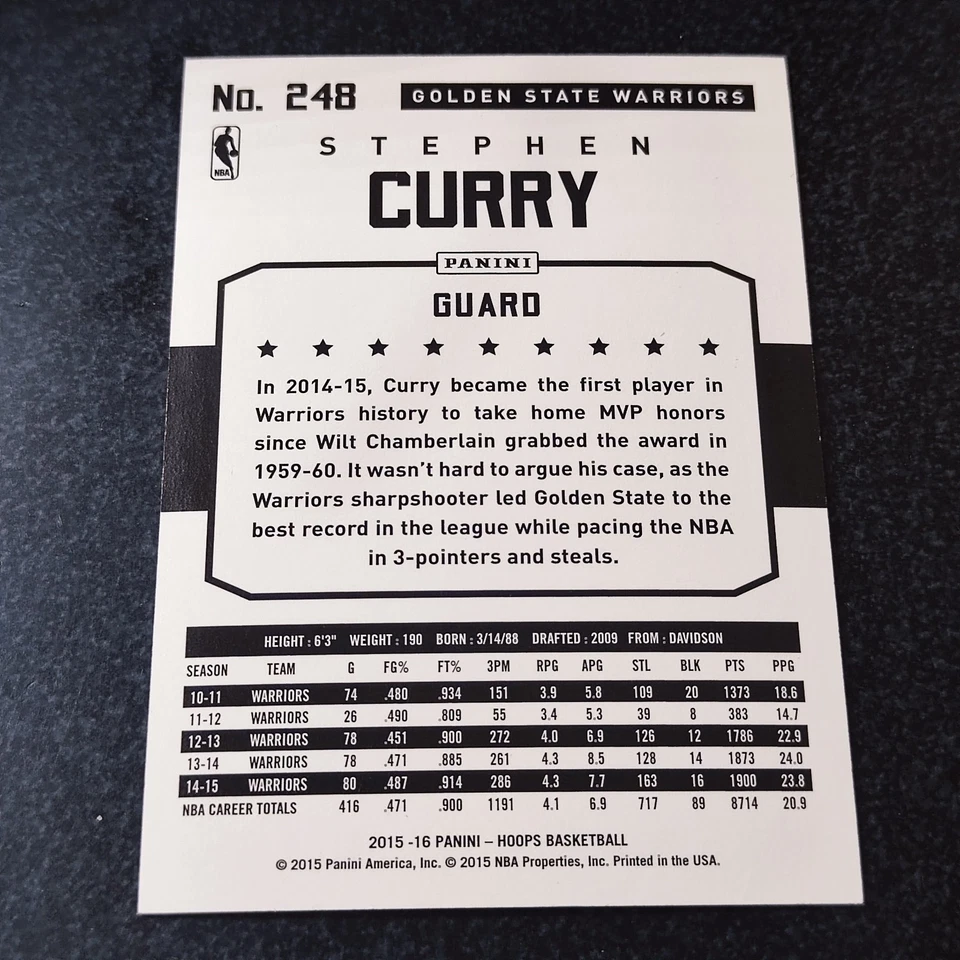 No. 248 GOLDEN STATE WARRIORS
NBA
STEPHEN
CURRY
PANINI
GUARD
In 2014-15, Curry became the first player in
Warriors history to take home MVP honors
since Wilt Chamberlain grabbed the award in
1959-60. It wasn't hard to argue his case, as the
Warriors sharpshooter led Golden State to the
best record in the league while pacing the NBA
in 3-pointers and steals.
HEIGHT : 6'3" WEIGHT : 190 BORN : 3/14/88 DRAFTED : 2009 FROM : DAVIDSON
SEASON TEAM G FG% FT% 3PM RPG APG STL BLK PTS PPG
10-11 WARRIORS 74 .480 .934 151 3.9 5.8 109 20 1373 18.6
11-12 WARRIORS 26 .490 .809 55 3.4 5.3 39 8 383 14.7
12-13 WARRIORS 78 .451 .900 272 4.0 6.9 126 12 1786 22.9
13-14 WARRIORS 78 .471 .885 261 4.3 8.5 128 14 1873 24.0
14-15 WARRIORS 80 .487 .914 286 4.3 7.7 163 16 1900 23.8
NBA CAREER TOTALS 416 .471 .900 1191 4.1 6.9 717 89 8714 20.9
2015 -16 PANINI – HOOPS BASKETBALL
© 2015 Panini America, Inc. © 2015 NBA Properties, Inc. Printed in the USA.